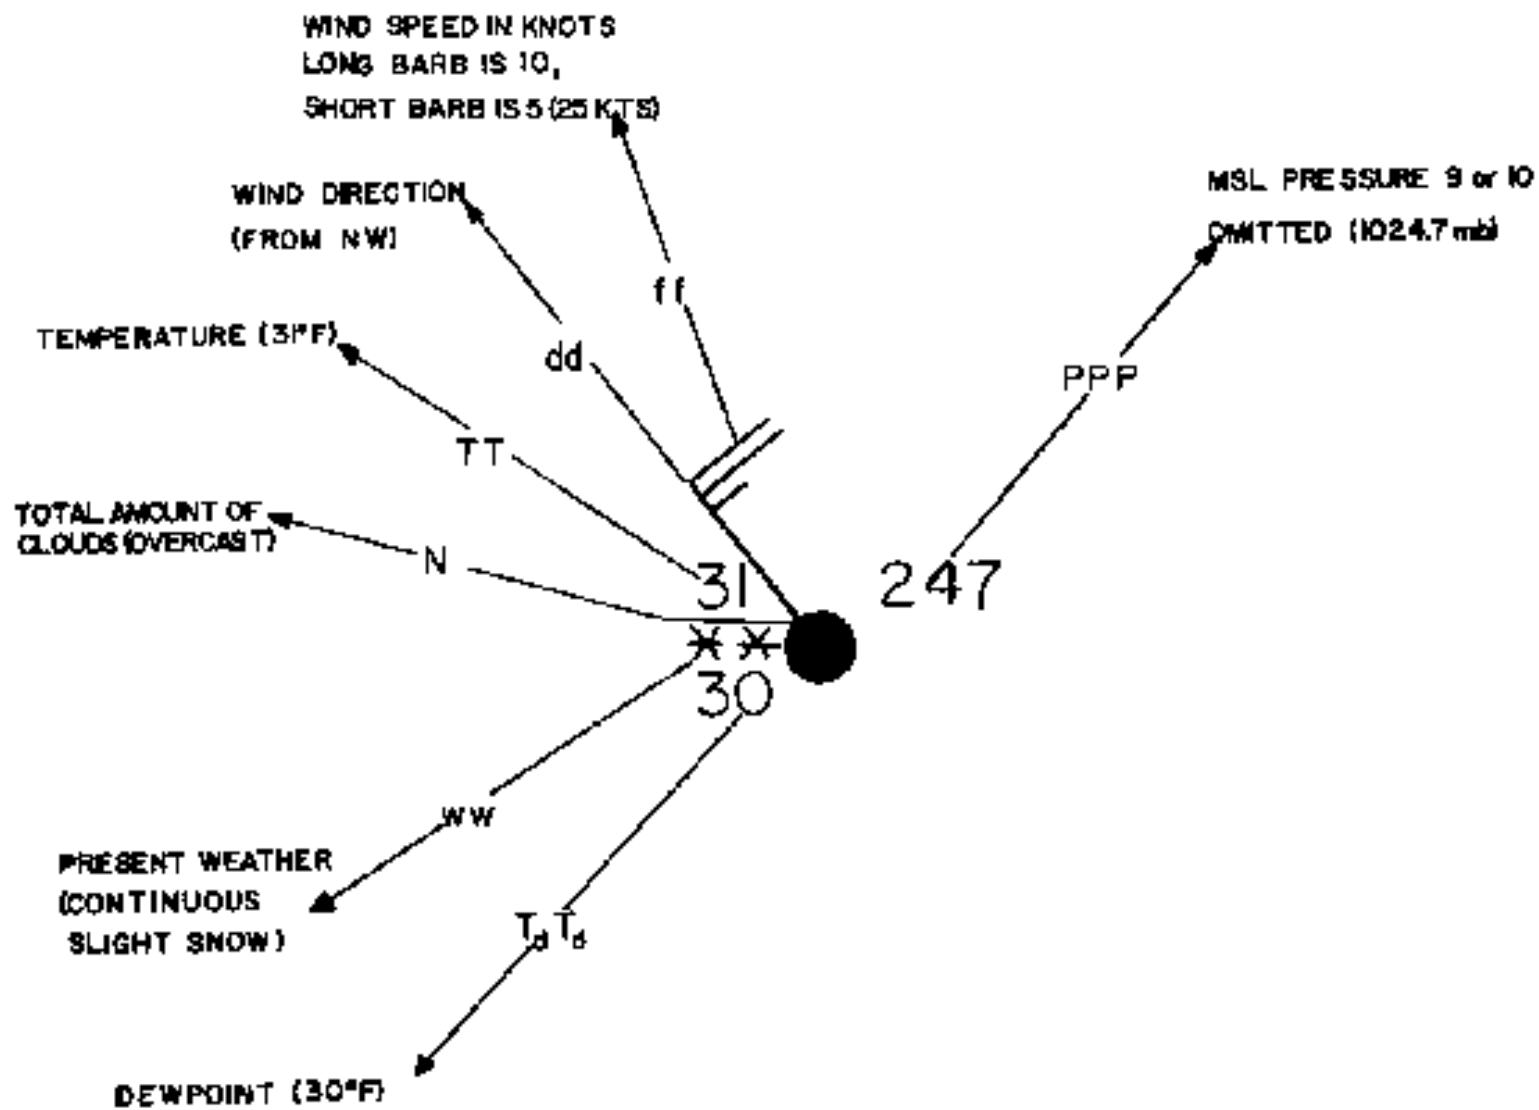 WIND SPEED IN KNOTS
LONG BARB IS 10,
SHORT BARB IS 5 (25 KTS)
WIND DIRECTION
(FROM NW)
MSL PRESSURE 9 or 10
OMITTED (1024.7 mb)
ff
dd
PPP
TEMPERATURE (31°F)
TT
TOTAL AMOUNT OF
CLOUDS (OVERCAST)
N
31
247
30
ww
PRESENT WEATHER
(CONTINUOUS
SLIGHT SNOW)
TdTd
DEWPOINT (30°F)